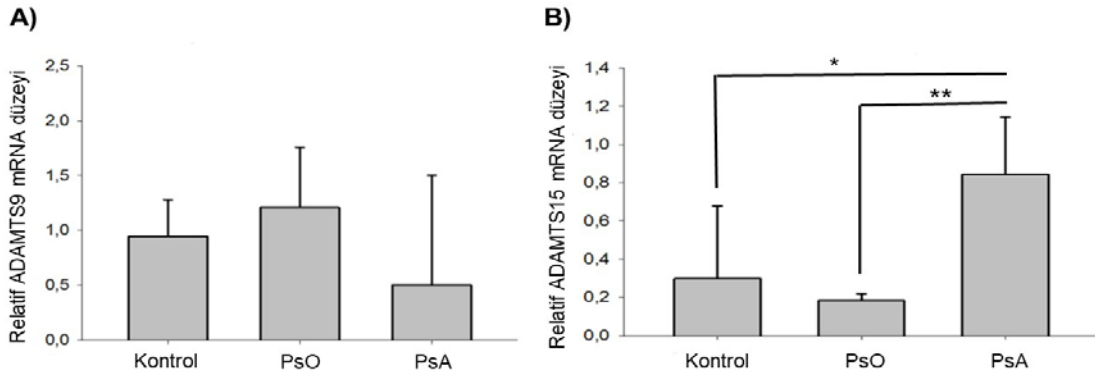 A)
Relatif ADAMTS9 mRNA düzeyi
2,5
2,0
1,5
1,0
0,5
0,0
Kontrol PsO PsA
B)
Relatif ADAMTS15 mRNA düzeyi
1,4
1,2
1,0
0,8
0,6
0,4
0,2
0,0
*
**
Kontrol PsO PsA